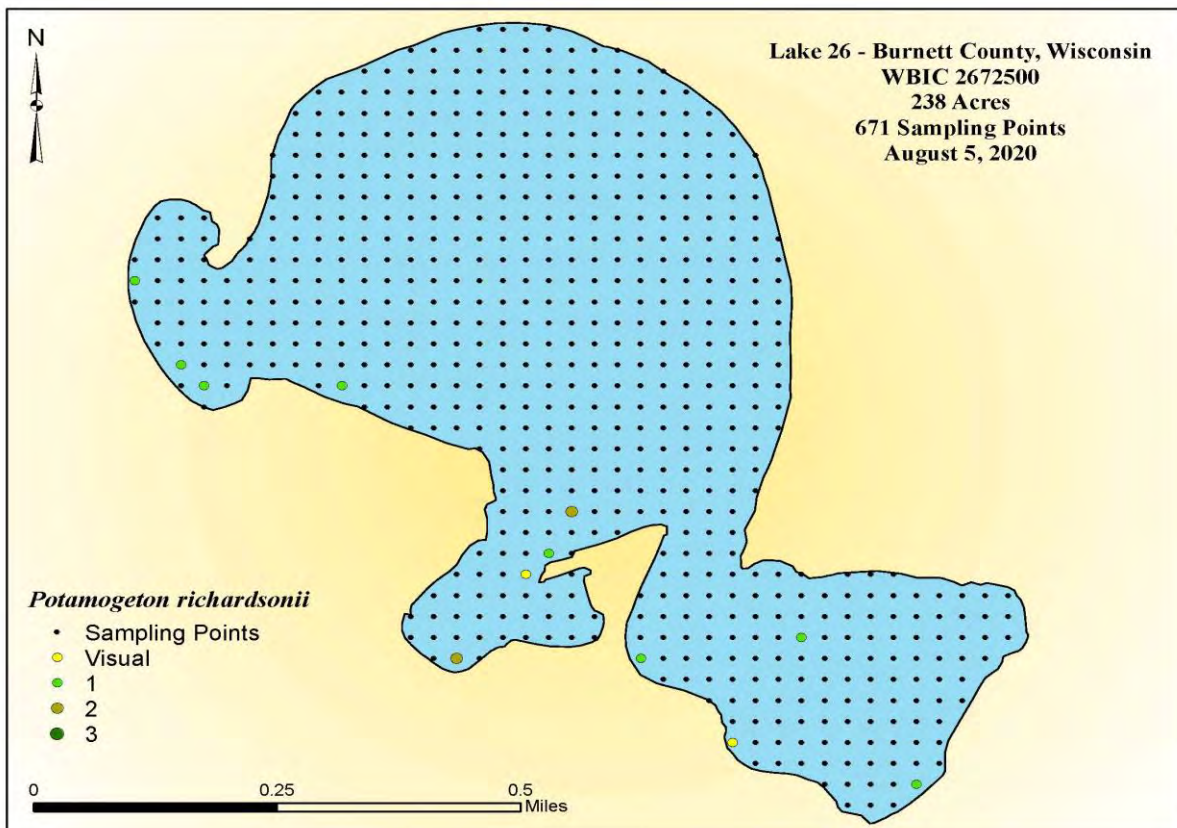 N
Lake 26 - Burnett County, Wisconsin
WBIC 2672500
238 Acres
671 Sampling Points
August 5, 2020
Potamogeton richardsonii
Sampling Points
Visual
1
2
3
0 0.25 0.5
Miles